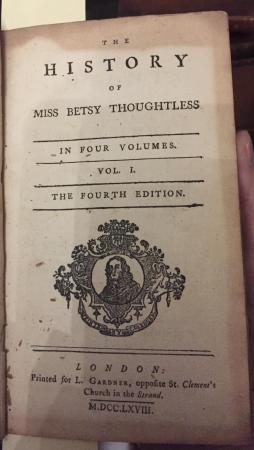 THE
HISTORY
OF
MISS BETSY THOUGHTLESS
IN FOUR VOLUMES.
VOL. I.
THE FOURTH EDITION.
LONDON:
Printed for L. GARDNER, opposite St. Clement's
Church in the Strand.
M.DCC.LXVIII.